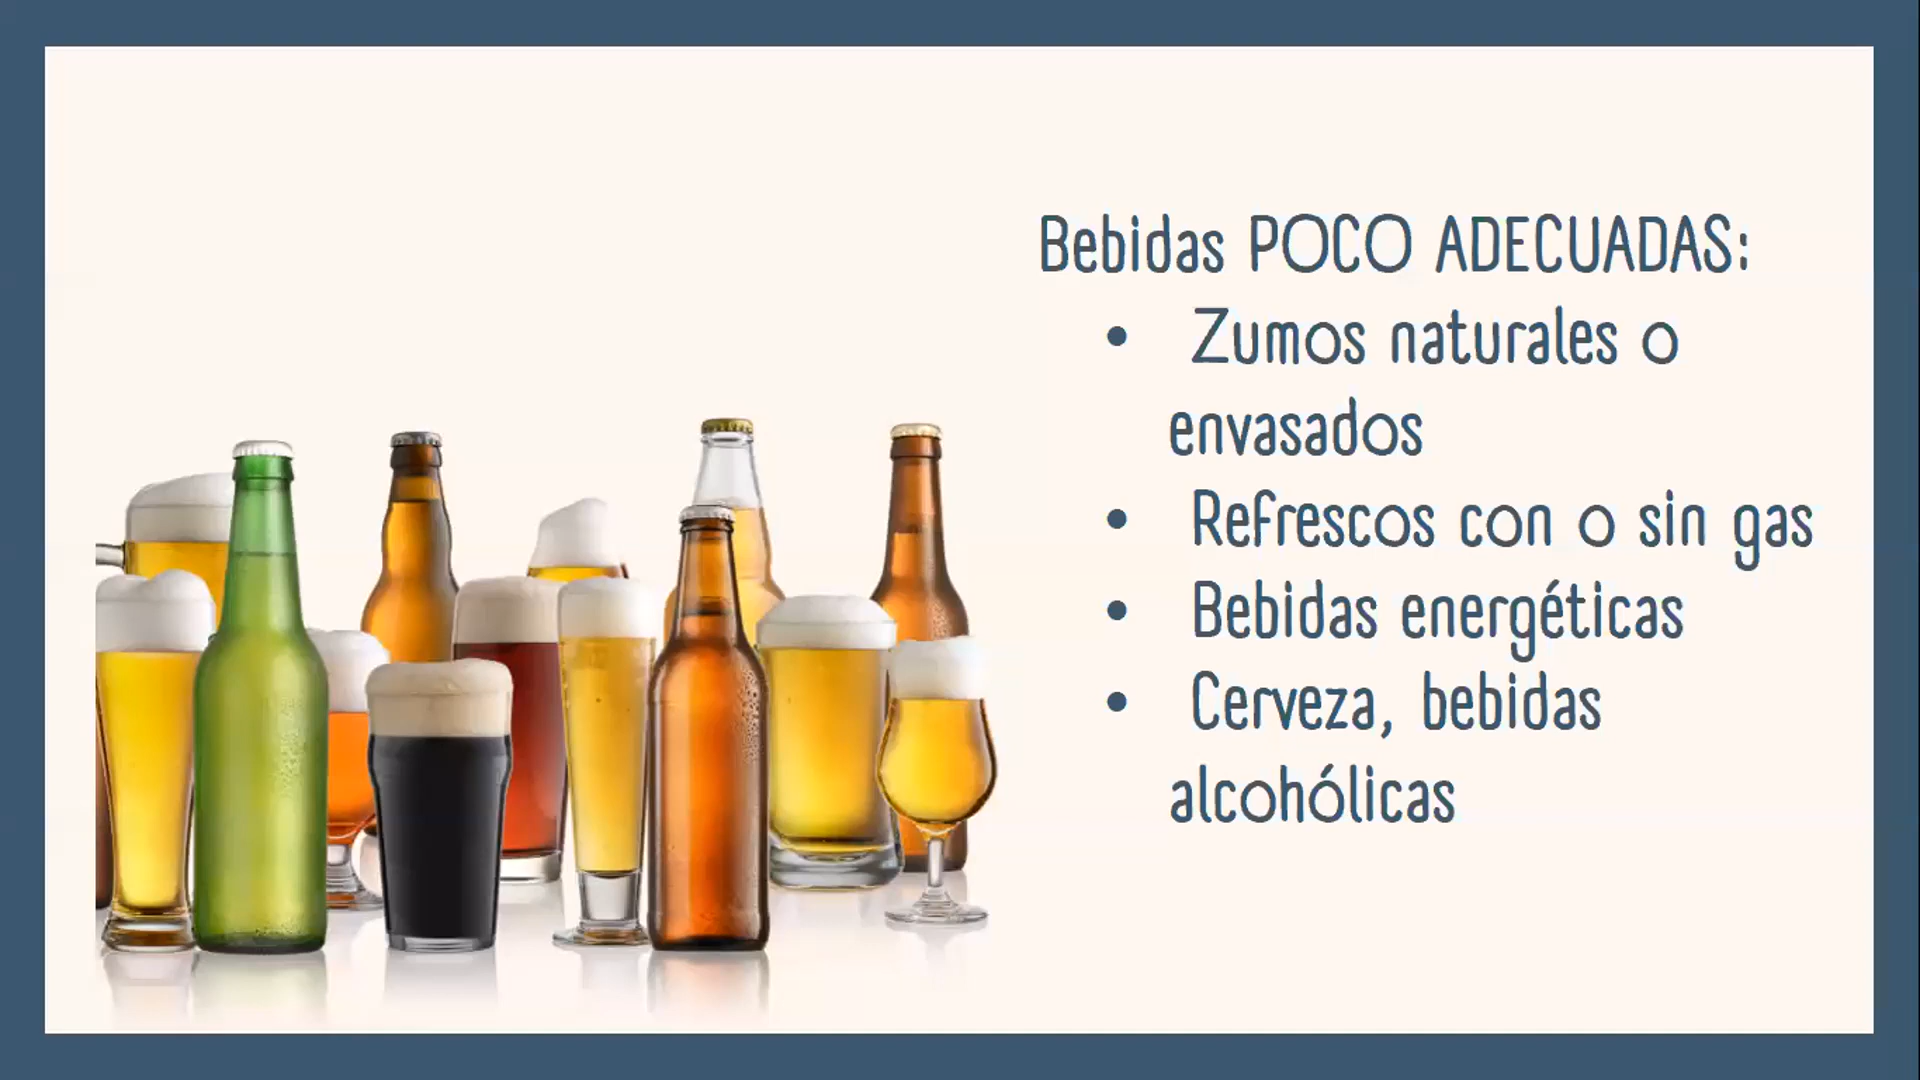 Bebidas POCO ADECUADAS:
• Zumos naturales o
envasados
• Refrescos con o sin gas
• Bebidas energéticas
• Cerveza, bebidas
alcohólicas